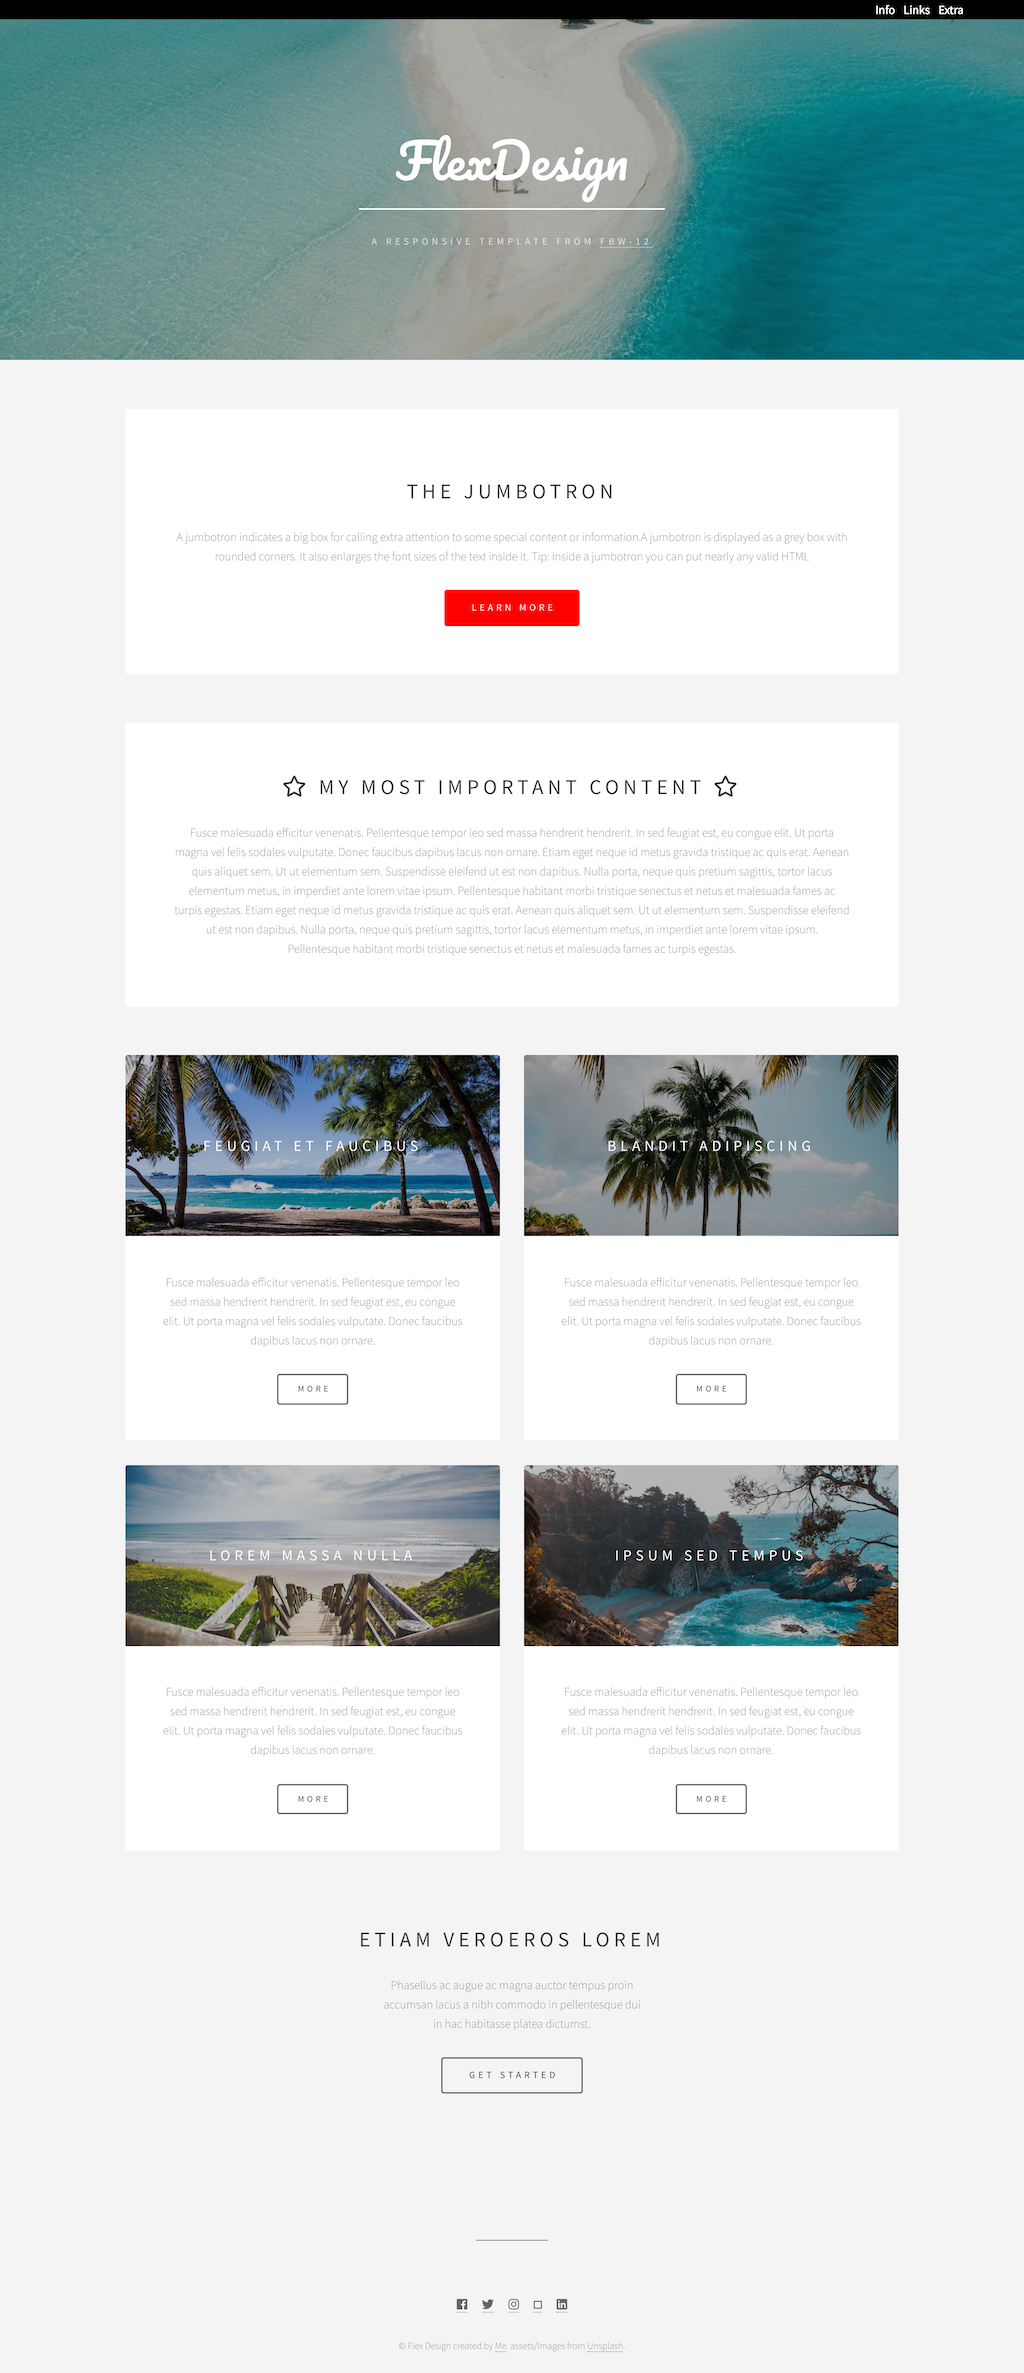 Info Links Extra
FlexDesign
A RESPONSIVE TEMPLATE FROM FBW-12
THE JUMBOTRON
A jumbotron indicates a big box for calling extra attention to some special content or information.A jumbotron is displayed as a grey box with
rounded corners. It also enlarges the font sizes of the text inside it. Tip: Inside a jumbotron you can put nearly any valid HTML
LEARN MORE
MY MOST IMPORTANT CONTENT
Fusce malesuada efficitur venenatis. Pellentesque tempor leo sed massa hendrerit hendrerit. In sed feugiat est, eu congue elit. Ut porta
magna vel felis sodales vulputate. Donec faucibus dapibus lacus non ornare. Etiam eget neque id metus gravida tristique ac quis erat. Aenean
quis aliquet sem. Ut ut elementum sem. Suspendisse eleifend ut est non dapibus. Nulla porta, neque quis pretium sagittis, tortor lacus
elementum metus, in imperdiet ante lorem vitae ipsum. Pellentesque habitant morbi tristique senectus et netus et malesuada fames ac
turpis egestas. Etiam eget neque id metus gravida tristique ac quis erat. Aenean quis aliquet sem. Ut ut elementum sem. Suspendisse eleifend
ut est non dapibus. Nulla porta, neque quis pretium sagittis, tortor lacus elementum metus, in imperdiet ante lorem vitae ipsum.
Pellentesque habitant morbi tristique senectus et netus et malesuada fames ac turpis egestas.
FEUGIAT ET FAUCIBUS
Fusce malesuada efficitur venenatis. Pellentesque tempor leo
sed massa hendrerit hendrerit. In sed feugiat est, eu congue
elit. Ut porta magna vel felis sodales vulputate. Donec faucibus
dapibus lacus non ornare.
MORE
BLANDIT ADIPISCING
Fusce malesuada efficitur venenatis. Pellentesque tempor leo
sed massa hendrerit hendrerit. In sed feugiat est, eu congue
elit. Ut porta magna vel felis sodales vulputate. Donec faucibus
dapibus lacus non ornare.
MORE
LOREM MASSA NULLA
Fusce malesuada efficitur venenatis. Pellentesque tempor leo
sed massa hendrerit hendrerit. In sed feugiat est, eu congue
elit. Ut porta magna vel felis sodales vulputate. Donec faucibus
dapibus lacus non ornare.
MORE
IPSUM SED TEMPUS
Fusce malesuada efficitur venenatis. Pellentesque tempor leo
sed massa hendrerit hendrerit. In sed feugiat est, eu congue
elit. Ut porta magna vel felis sodales vulputate. Donec faucibus
dapibus lacus non ornare.
MORE
ETIAM VEROEROS LOREM
Phasellus ac augue ac magna auctor tempus proin
accumsan lacus a nibh commodo in pellentesque dui
in hac habitasse platea dictumst.
GET STARTED
© Flex Design created by Me, assets/images from Unsplash.